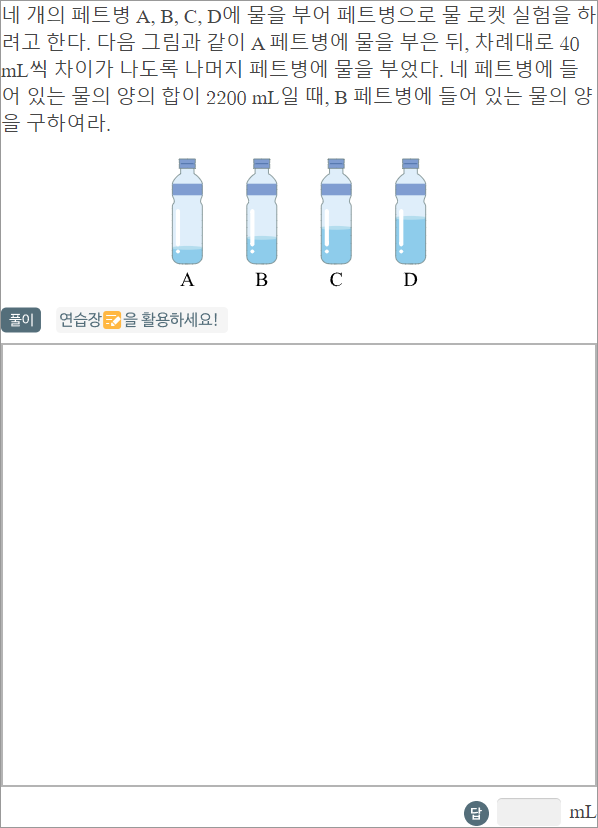 네 개의 페트병 A, B, C, D에 물을 부어 페트병으로 물 로켓 실험을 하
려고 한다. 다음 그림과 같이 A 페트병에 물을 부은 뒤, 차례대로 40
mL씩 차이가 나도록 나머지 페트병에 물을 부었다. 네 페트병에 들
어 있는 물의 양의 합이 2200 mL일 때, B 페트병에 들어 있는 물의 양
을 구하여라.
A B C D
풀이 연습장을 활용하세요!
답 mL